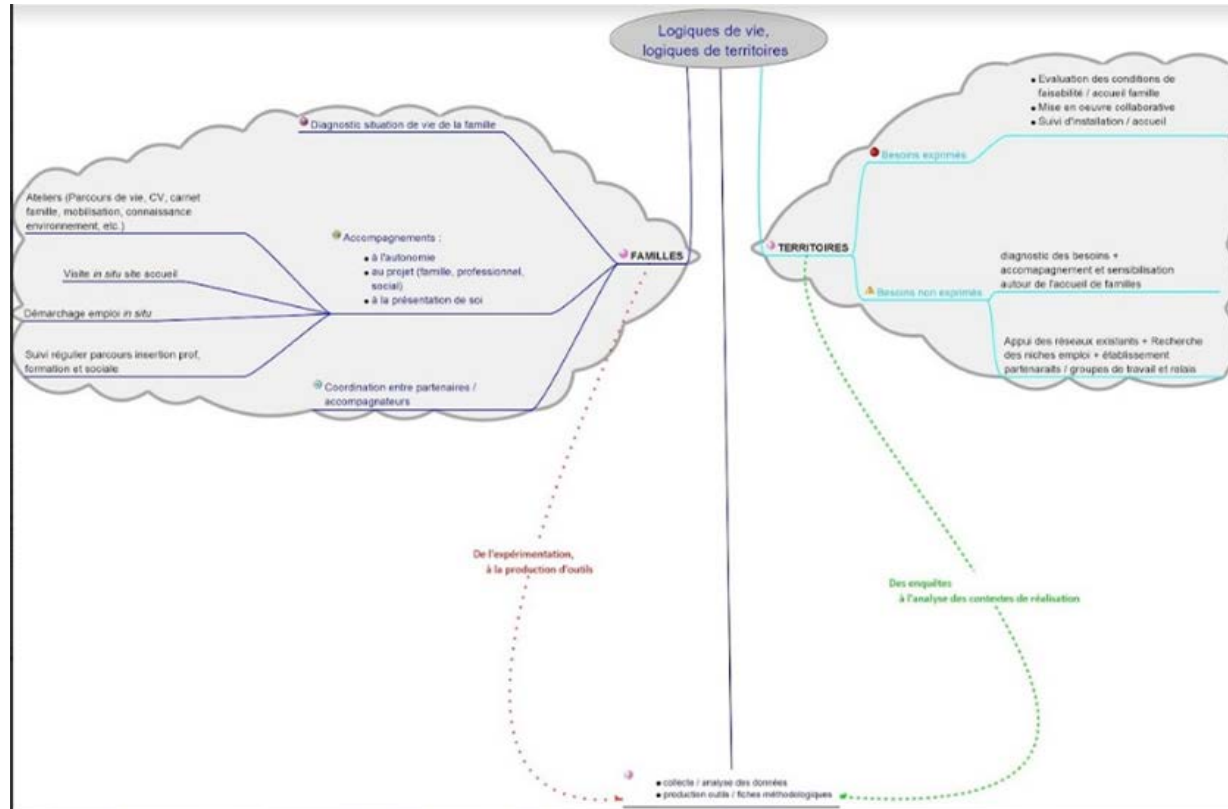 Logiques de vie,
logiques de territoires
Diagnostic situation de vie de la famille
Ateliers (Parcours de vie, CV, carnet
famille, mobilisation, connaissance
environnement, etc.)
Visite in situ site accueil
Démarchage emploi in situ
Suivi régulier parcours insertion prof,
formation et sociale
Accompagnements :
• à l'autonomie
• au projet (famille, professionnel,
social)
• à la présentation de soi
Coordination entre partenaires /
accompagnateurs
FAMILLES
TERRITOIRES
Besoins exprimés
• Evaluation des conditions de
faisabilité / accueil famille
• Mise en oeuvre collaborative
• Suivi d'installation / accueil
Besoins non exprimés
diagnostic des besoins +
accomapagnement et sensibilisation
autour de l'accueil de familles
Appui des réseaux existants + Recherche
des niches emploi + établissement
partenaraits / groupes de travail et relais
De l'expérimentation,
à la production d'outils
Des enquêtes
à l'analyse des contextes de réalisation
• collecte / analyse des données
• production outils / fiches méthodologiques